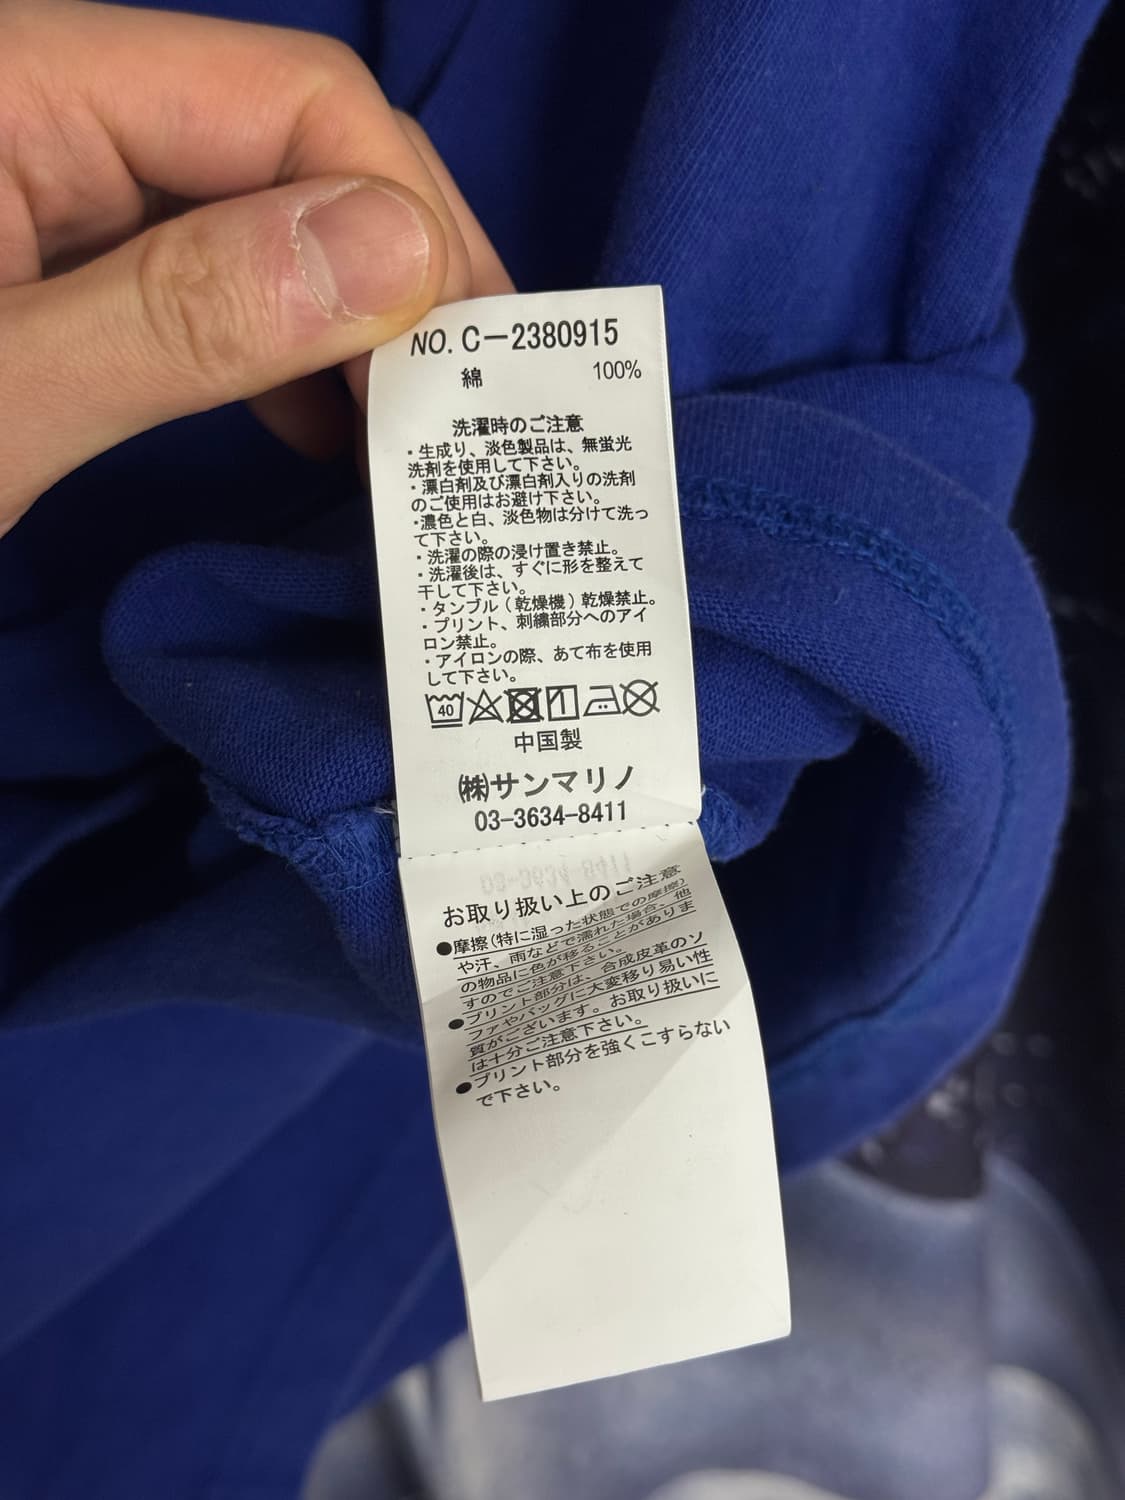 NO. C-2380915
綿 100%
洗濯時のご注意
・生成り、淡色製品は、無蛍光
洗剤を使用して下さい。
・漂白剤及び漂白剤入りの洗剤
のご使用はお避け下さい。
・濃色と白、淡色物は分けて洗っ
て下さい。
・洗濯の際の浸け置き禁止。
・洗濯後は、すぐに形を整えて
干して下さい。
・タンブル(乾燥機)乾燥禁止。
・プリント、刺繍部分へのアイ
ロン禁止。
・アイロンの際、あて布を使用
して下さい。
40
中国製
㈱サンマリノ
03-3634-8411
お取り扱い上のご注意
●摩擦(特に湿った状態での摩擦)
や汗、雨などで濡れた場合、他
の物品に色が移ることがありま
すのでご注意下さい。
●プリント部分は、合成皮革のソ
ファやバッグに大変移り易い性
質がございます。お取り扱いに
は十分ご注意下さい。
●プリント部分を強くこすらない
で下さい。